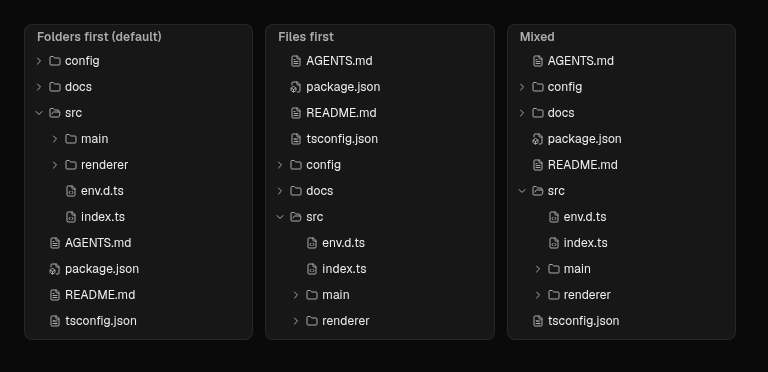 Folders first (default)
config
docs
src
main
renderer
env.d.ts
index.ts
AGENTS.md
package.json
README.md
tsconfig.json
Files first
AGENTS.md
package.json
README.md
tsconfig.json
config
docs
src
env.d.ts
index.ts
main
renderer
Mixed
AGENTS.md
config
docs
package.json
README.md
src
env.d.ts
index.ts
main
renderer
tsconfig.json